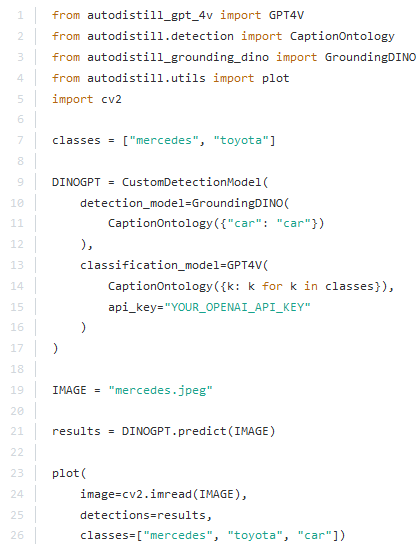 1 from autodistill_gpt_4v import GPT4V
2 from autodistill.detection import CaptionOntology
3 from autodistill_grounding_dino import GroundingDINO
4 from autodistill.utils import plot
5 import cv2
6
7 classes = ["mercedes", "toyota"]
8
9 DINOGPT = CustomDetectionModel(
10     detection_model=GroundingDINO(
11         CaptionOntology({"car": "car"})
12     ),
13     classification_model=GPT4V(
14         CaptionOntology({k: k for k in classes}),
15         api_key="YOUR_OPENAI_API_KEY"
16     )
17 )
18
19 IMAGE = "mercedes.jpeg"
20
21 results = DINOGPT.predict(IMAGE)
22
23 plot(
24     image=cv2.imread(IMAGE),
25     detections=results,
26     classes=["mercedes", "toyota", "car"])